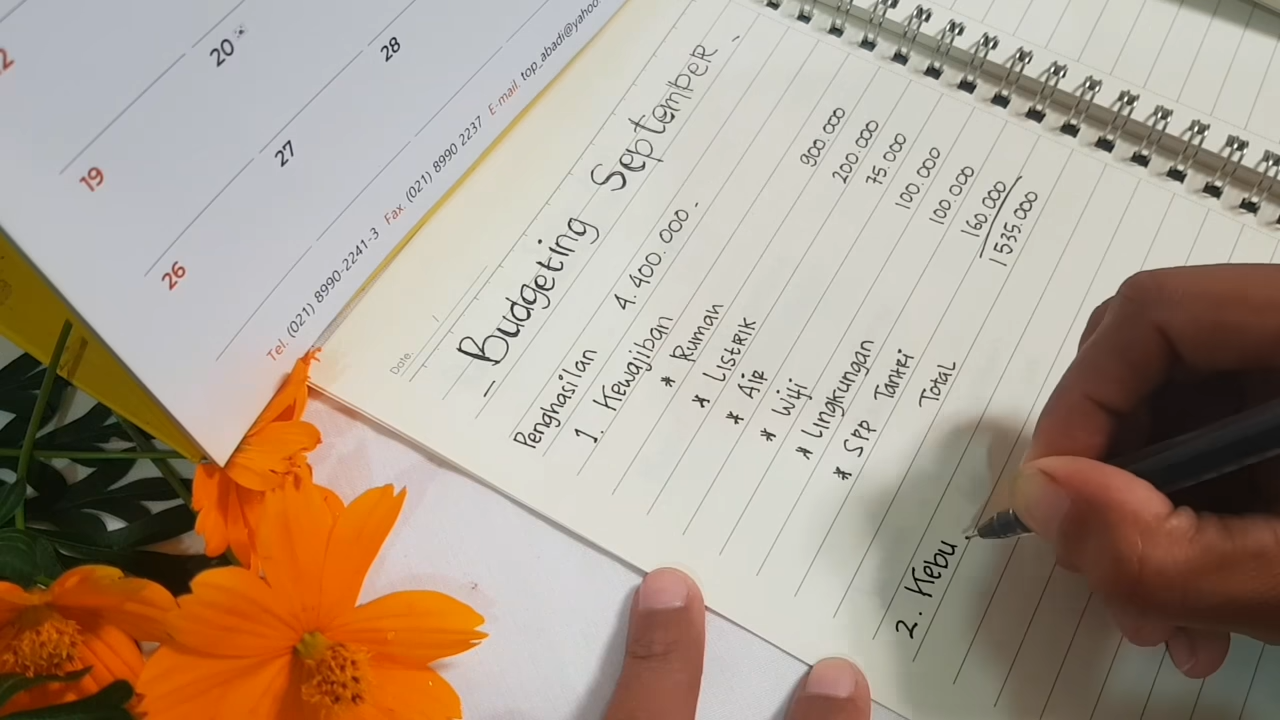 20
28
19
27
26
Tel. (021) 8990-2241-3 Fax. (021) 8990 2237 E-mail. top_abadi@yahoo.
Date.
- Budgeting September -
Penghasilan 4.400.000.-
1. Kewajiban
* Rumah 900.000
* Listrik 200.000
* Air 75.000
* Wifi 100.000
* Lingkungan 100.000
* SPP Tantri 160.000
Total 1 535.000
2. Kebu